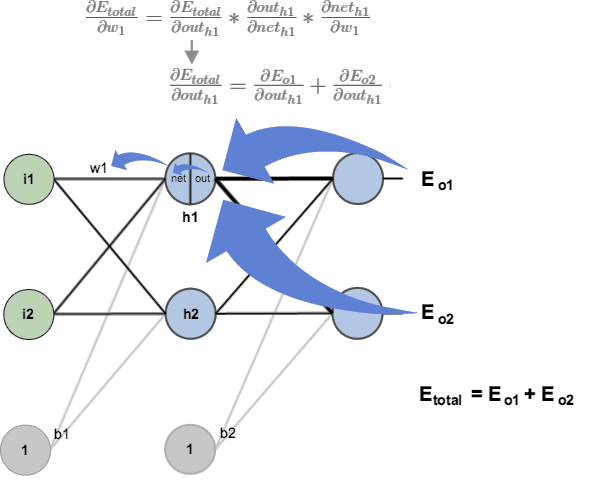 ∂E_total/∂w_1 = ∂E_total/∂out_h1 * ∂out_h1/∂net_h1 * ∂net_h1/∂w_1
∂E_total/∂out_h1 = ∂E_o1/∂out_h1 + ∂E_o2/∂out_h1
w1
i1
net
out
h1
E o1
i2
h2
E o2
E total = E o1 + E o2
b1
b2
1
1